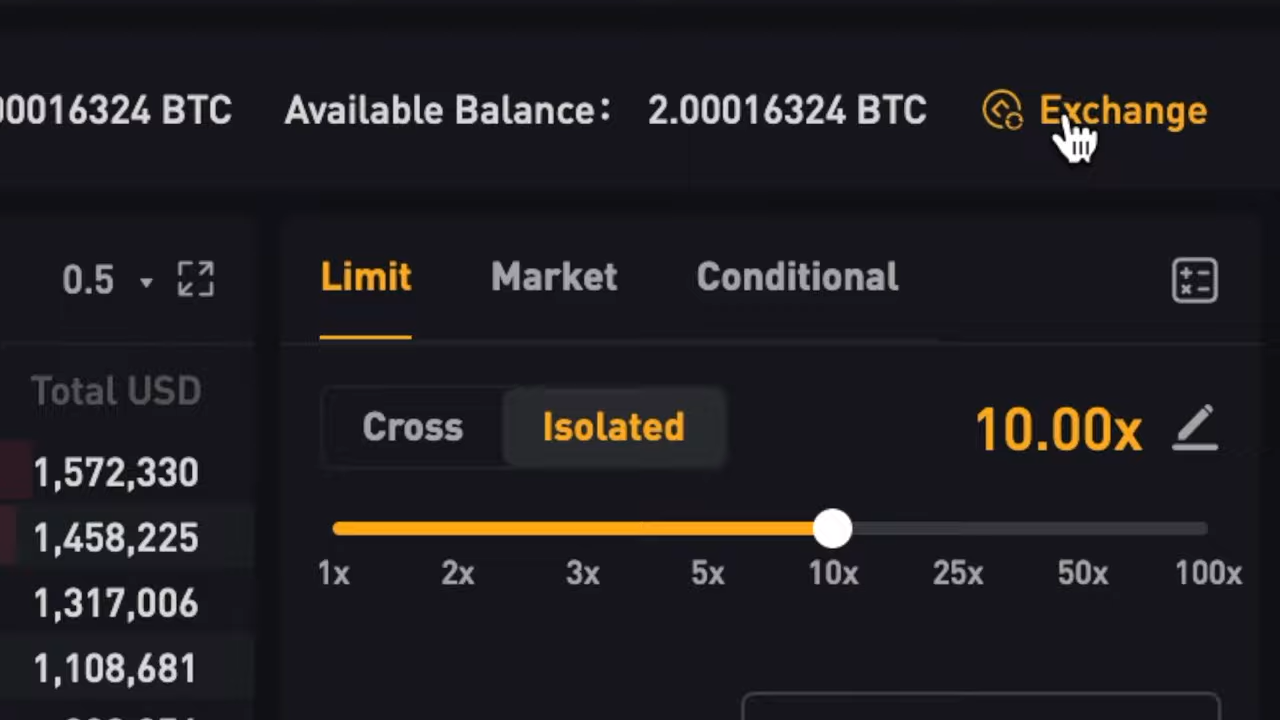 00016324 BTC Available Balance: 2.00016324 BTC Exchange
0.5 Limit Market Conditional
Total USD
Cross Isolated 10.00x
1,572,330
1,458,225
1x 2x 3x 5x 10x 25x 50x 100x
1,317,006
1,108,681